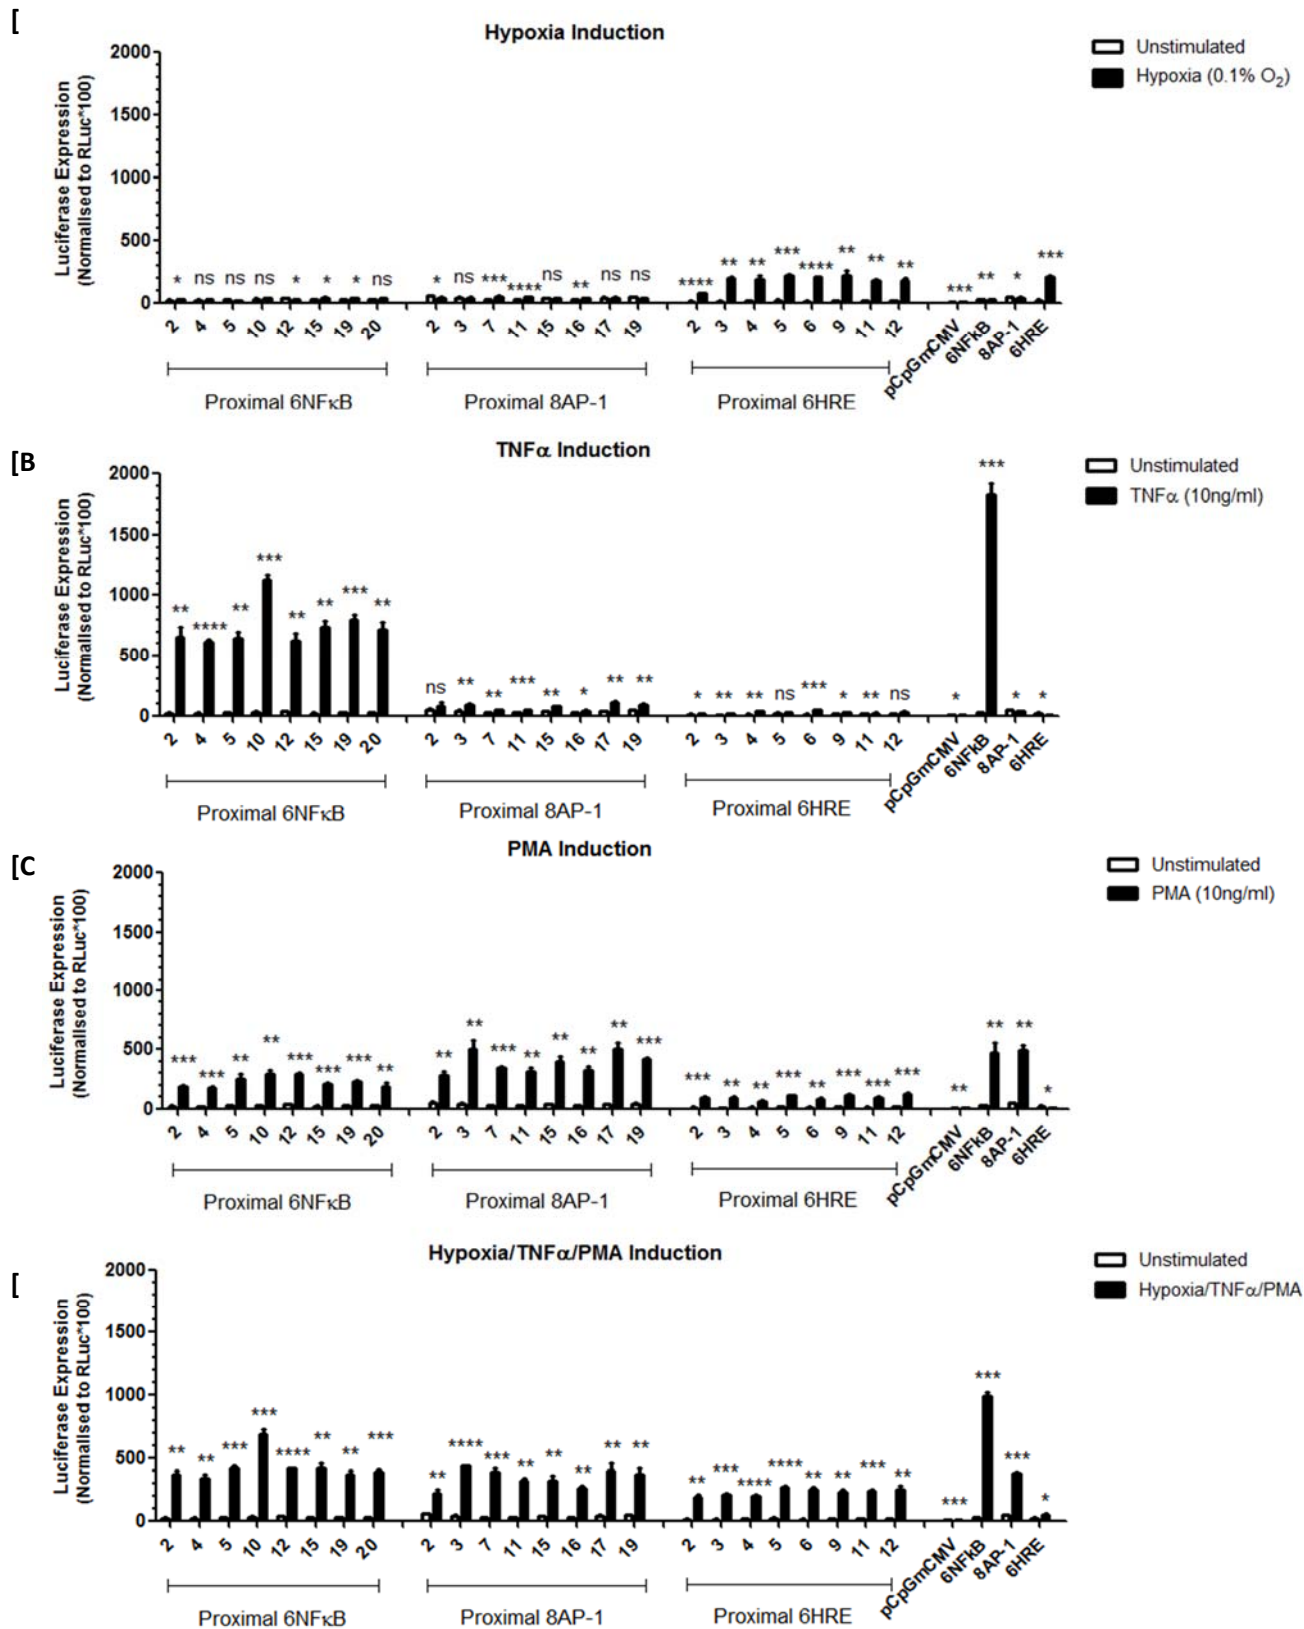 [
Hypoxia Induction
Unstimulated
Hypoxia (0.1% O₂)
Luciferase Expression
(Normalised to RLuc*100)
2000
1500
1000
500
0
* ns ns ns * * * ns * ns *** **** ns ** ns ns **** ** ** *** **** ** ** ** *** ** * ***
2 4 5 10 12 15 19 20 2 3 7 11 15 16 17 19 2 3 4 5 6 9 11 12 pCpGmCMV 6NFkB 8AP-1 6HRE
Proximal 6NFκB Proximal 8AP-1 Proximal 6HRE
[B
TNFα Induction
Unstimulated
TNFα (10ng/ml)
Luciferase Expression
(Normalised to RLuc*100)
2000
1500
1000
500
0
** **** ** *** ** ** *** ** ns ** ** *** ** * ** ** * ** ** ns *** * ** ns * *** * *
2 4 5 10 12 15 19 20 2 3 7 11 15 16 17 19 2 3 4 5 6 9 11 12 pCpGmCMV 6NFkB 8AP-1 6HRE
Proximal 6NFκB Proximal 8AP-1 Proximal 6HRE
[C
PMA Induction
Unstimulated
PMA (10ng/ml)
Luciferase Expression
(Normalised to RLuc*100)
2000
1500
1000
500
0
*** *** ** ** *** *** *** ** ** ** *** ** ** ** ** *** *** ** ** *** ** *** *** *** ** ** ** *
2 4 5 10 12 15 19 20 2 3 7 11 15 16 17 19 2 3 4 5 6 9 11 12 pCpGmCMV 6NFkB 8AP-1 6HRE
Proximal 6NFκB Proximal 8AP-1 Proximal 6HRE
[
Hypoxia/TNFα/PMA Induction
Unstimulated
Hypoxia/TNFα/PMA
Luciferase Expression
(Normalised to RLuc*100)
2000
1500
1000
500
0
** ** *** *** **** ** ** *** ** **** *** ** ** ** ** ** ** *** **** **** ** ** *** ** *** *** *** *
2 4 5 10 12 15 19 20 2 3 7 11 15 16 17 19 2 3 4 5 6 9 11 12 pCpGmCMV 6NFkB 8AP-1 6HRE
Proximal 6NFκB Proximal 8AP-1 Proximal 6HRE